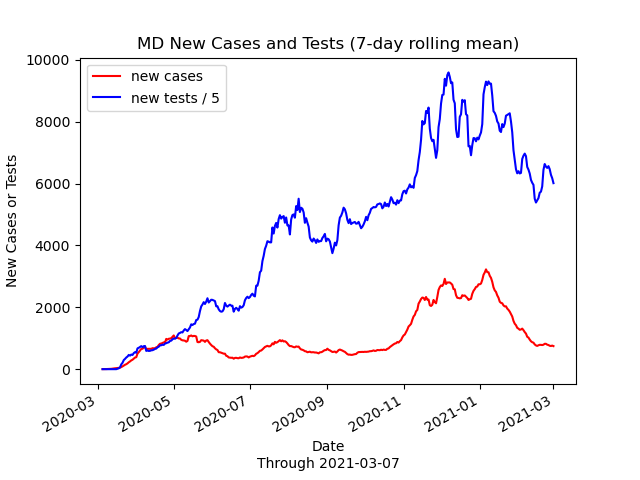 MD New Cases and Tests (7-day rolling mean)
new cases
new tests / 5
New Cases or Tests
10000
8000
6000
4000
2000
0
2020-03
2020-05
2020-07
2020-09
2020-11
2021-01
2021-03
Date
Through 2021-03-07